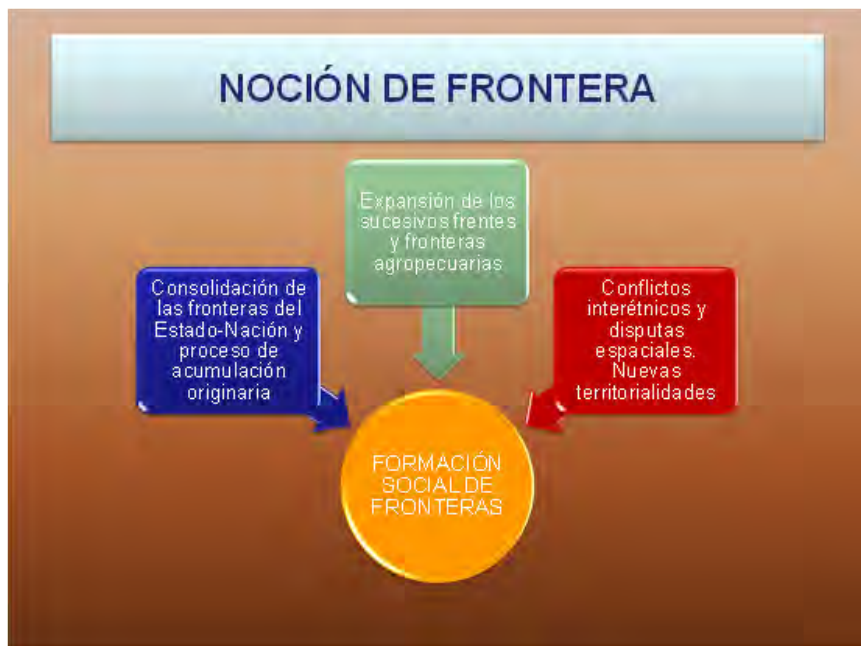 NOCIÓN DE FRONTERA
Expansión de los
sucesivos frentes
y fronteras
agropecuarias
Consolidación de
las fronteras del
Estado-Nación y
proceso de
acumulación
originaria
Conflictos
interétnicos y
disputas
espaciales.
Nuevas
territorialidades
FORMACIÓN
SOCIAL DE
FRONTERAS